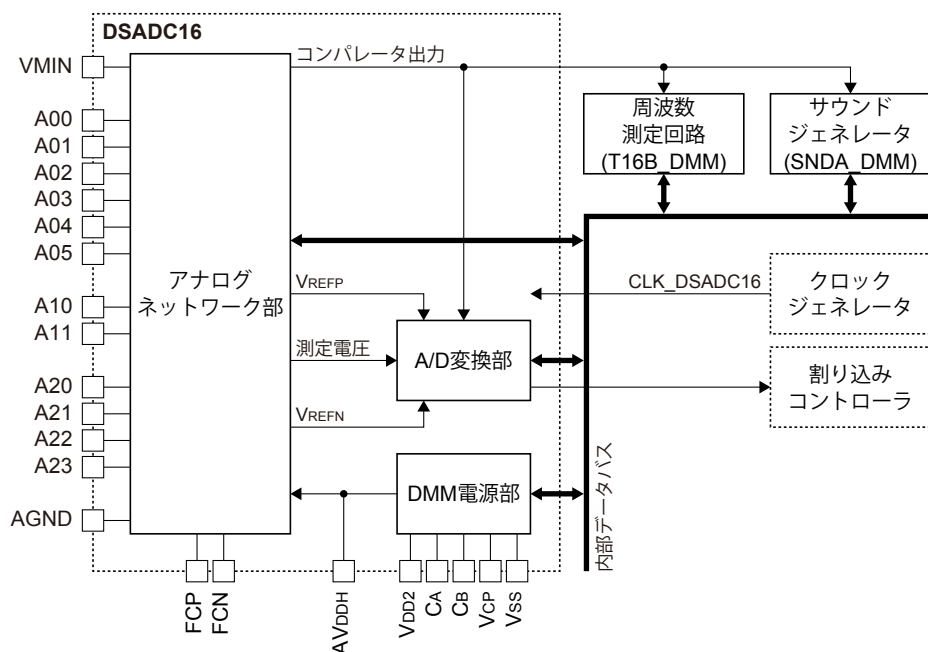 DSADC16
VMIN
コンパレータ出力
A00
A01
A02
A03
A04
A05
A10
A11
A20
A21
A22
A23
AGND
アナログ
ネットワーク部
周波数
測定回路
(T16B_DMM)
サウンド
ジェネレータ
(SNDA_DMM)
VREFP
測定電圧
VREFN
A/D変換部
CLK_DSADC16
クロック
ジェネレータ
割り込み
コントローラ
DMM電源部
内部データバス
FCP
FCN
AVDDH
VDD2
CA
CB
VCP
VSS